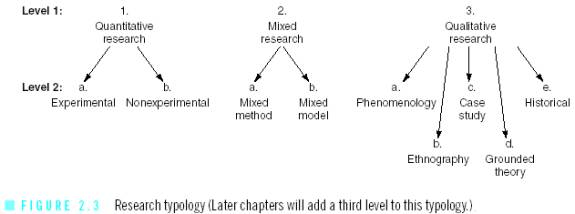 Level 1: 1. 2. 3.
Quantitative Mixed Qualitative
research research research
Level 2: a. b. a. b. a. c. e.
Experimental Nonexperimental Mixed Mixed Phenomenology Case Historical
method model study
b. d.
Ethnography Grounded
theory
FIGURE 2.3 Research typology (Later chapters will add a third level to this typology.)